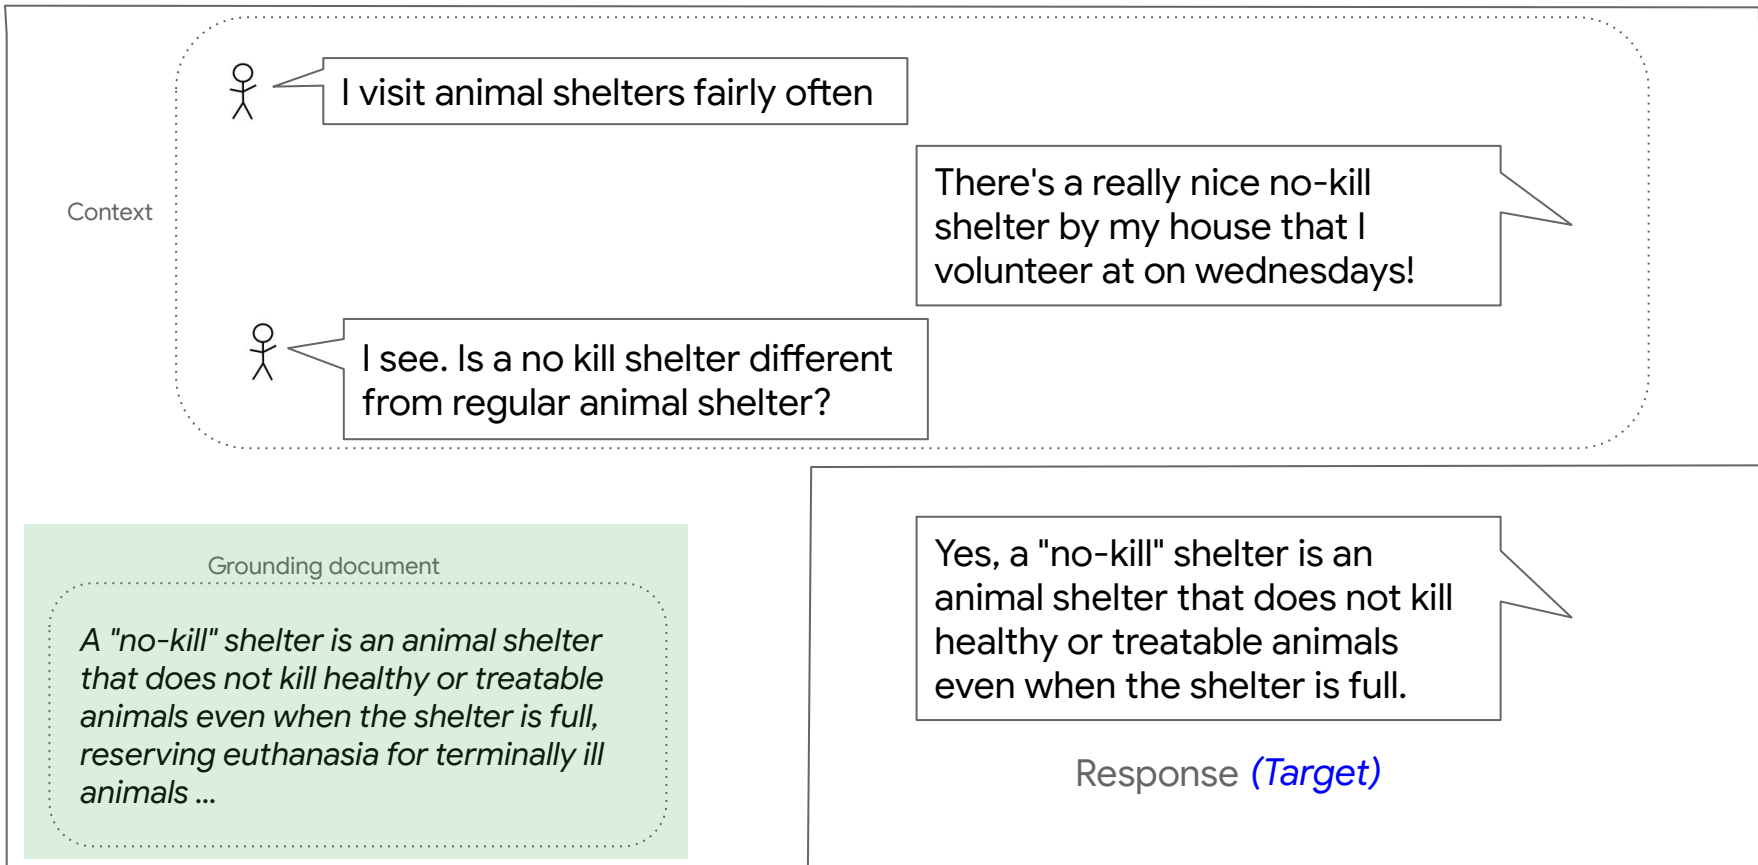 I visit animal shelters fairly often
There's a really nice no-kill
shelter by my house that I
volunteer at on wednesdays!
Context
I see. Is a no kill shelter different
from regular animal shelter?
Grounding document
A "no-kill" shelter is an animal shelter
that does not kill healthy or treatable
animals even when the shelter is full,
reserving euthanasia for terminally ill
animals ...
Yes, a "no-kill" shelter is an
animal shelter that does not kill
healthy or treatable animals
even when the shelter is full.
Response (Target)